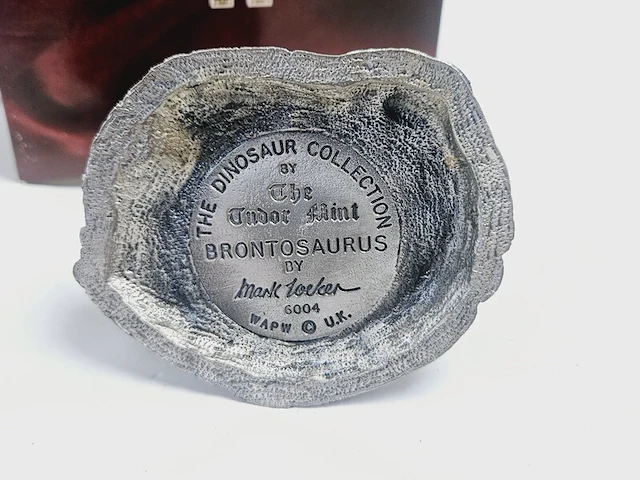 THE DINOSAUR COLLECTION
BY
The
Tudor Mint
BRONTOSAURUS
BY
Mark Locker
6004
WAPW © U.K.